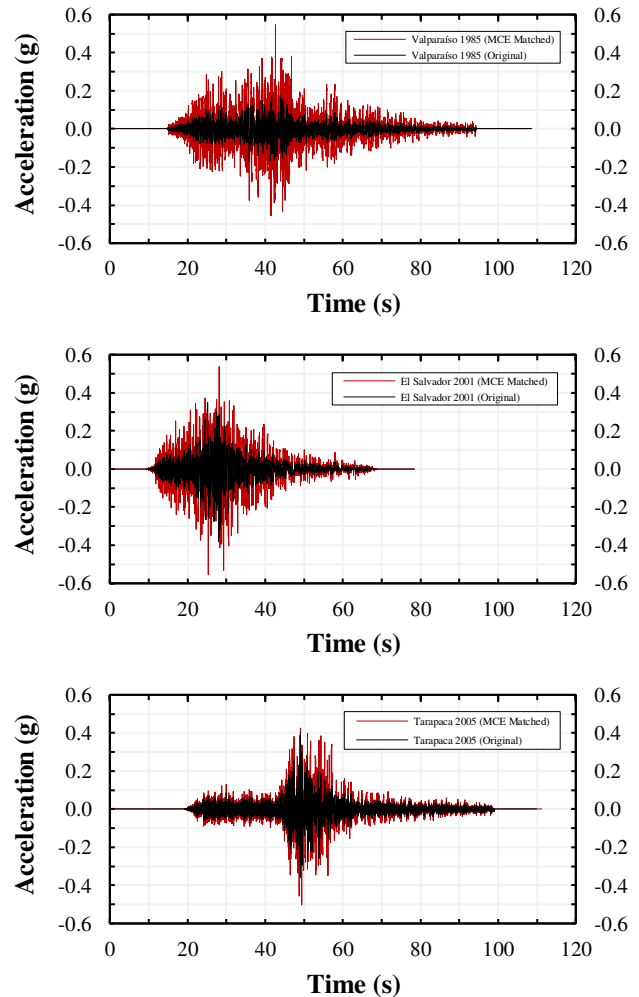 Acceleration (g)
0.6 0.6
0.4 0.4
0.2 0.2
0.0 0.0
-0.2 -0.2
-0.4 -0.4
-0.6 -0.6
Valparaíso 1985 (MCE Matched)
Valparaíso 1985 (Original)
0 20 40 60 80 100 120
Time (s)
Acceleration (g)
0.6 0.6
0.4 0.4
0.2 0.2
0.0 0.0
-0.2 -0.2
-0.4 -0.4
-0.6 -0.6
El Salvador 2001 (MCE Matched)
El Salvador 2001 (Original)
0 20 40 60 80 100 120
Time (s)
Acceleration (g)
0.6 0.6
0.4 0.4
0.2 0.2
0.0 0.0
-0.2 -0.2
-0.4 -0.4
-0.6 -0.6
Tarapaca 2005 (MCE Matched)
Tarapaca 2005 (Original)
0 20 40 60 80 100 120
Time (s)